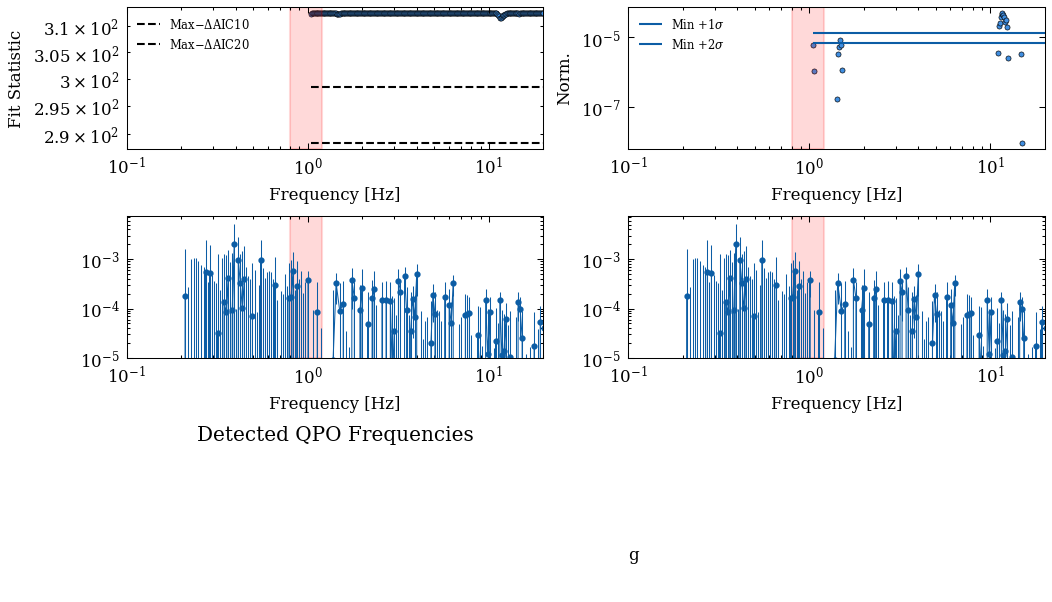 Fit Statistic
3.1 × 10²
3.05 × 10²
3 × 10²
2.95 × 10²
2.9 × 10²
Max−ΔAIC10
Max−ΔAIC20
10⁻¹ 10⁰ 10¹
Frequency [Hz]
Norm.
10⁻⁵
10⁻⁷
Min +1σ
Min +2σ
10⁻¹ 10⁰ 10¹
Frequency [Hz]
10⁻³
10⁻⁴
10⁻⁵
10⁻¹ 10⁰ 10¹
Frequency [Hz]
10⁻³
10⁻⁴
10⁻⁵
10⁻¹ 10⁰ 10¹
Frequency [Hz]
Detected QPO Frequencies
g